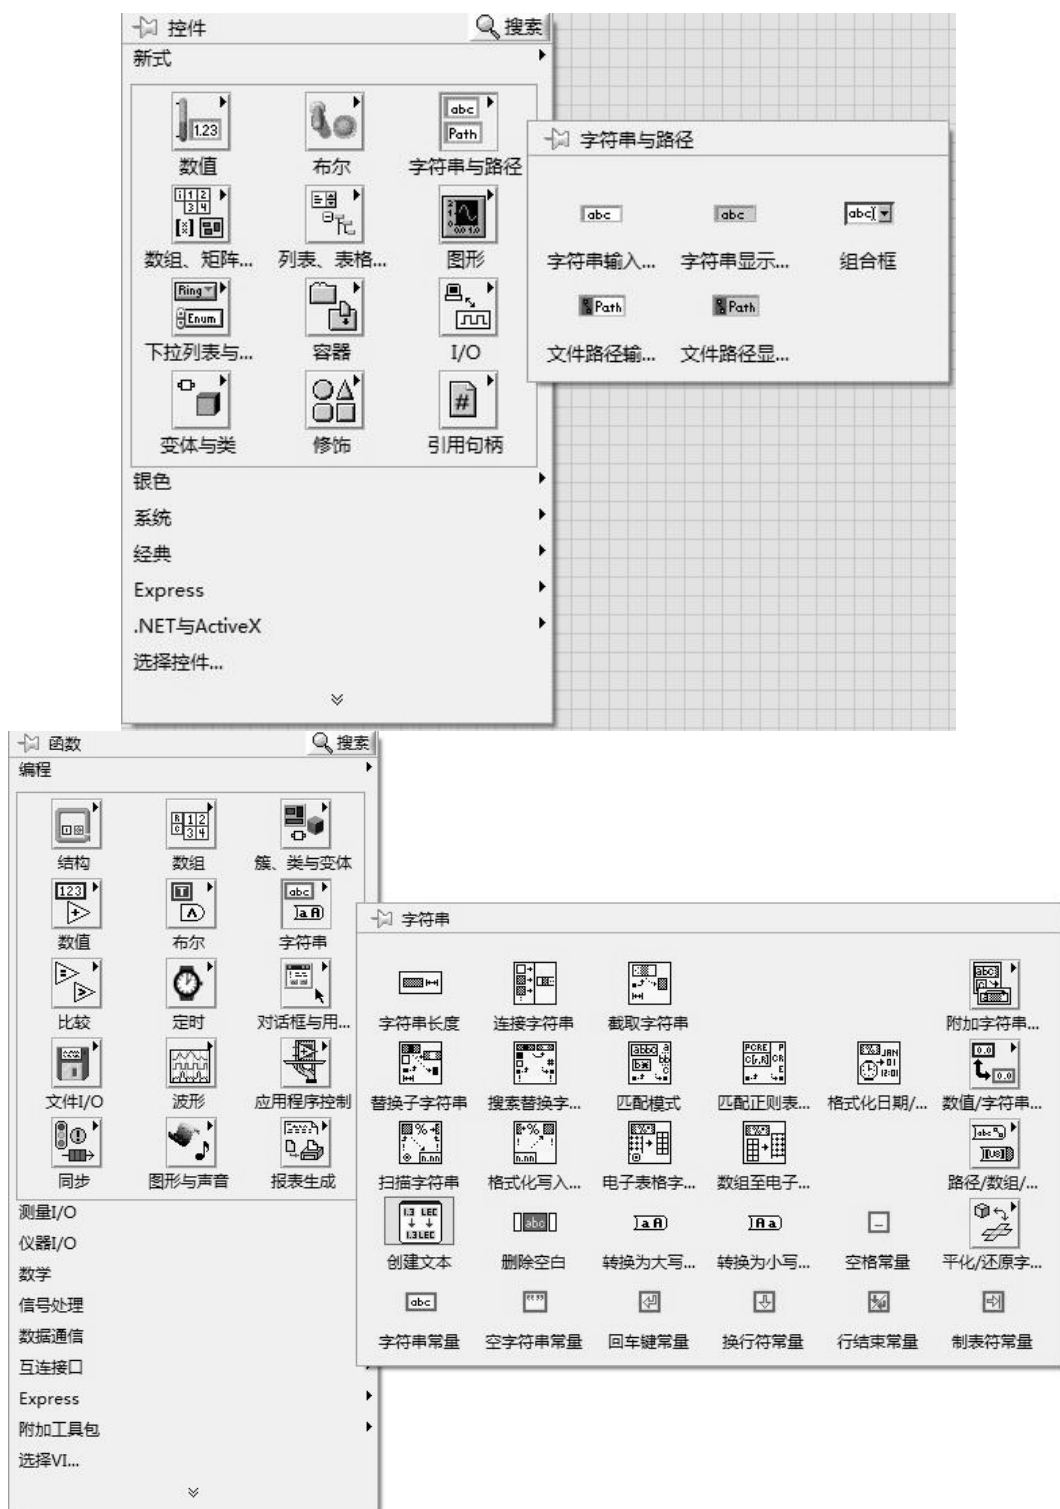 控件 搜索
新式
数值 布尔 字符串与路径
数组、矩阵... 列表、表格... 图形
下拉列表与... 容器 I/O
变体与类 修饰 引用句柄
银色
系统
经典
Express
.NET与ActiveX
选择控件...
字符串与路径
字符串输入... 字符串显示... 组合框
文件路径输... 文件路径显...
函数 搜索
编程
结构 数组 簇、类与变体
数值 布尔 字符串
比较 定时 对话框与用...
文件I/O 波形 应用程序控制
同步 图形与声音 报表生成
测量I/O
仪器I/O
数学
信号处理
数据通信
互连接口
Express
附加工具包
选择VI...
字符串
字符串长度 连接字符串 截取字符串 附加字符串...
替换子字符串 搜索替换字... 匹配模式 匹配正则表... 格式化日期/... 数值/字符串...
扫描字符串 格式化写入... 电子表格字... 数组至电子... 路径/数组/...
创建文本 删除空白 转换为大写... 转换为小写... 空格常量 平化/还原字...
字符串常量 空字符串常量 回车键常量 换行符常量 行结束常量 制表符常量